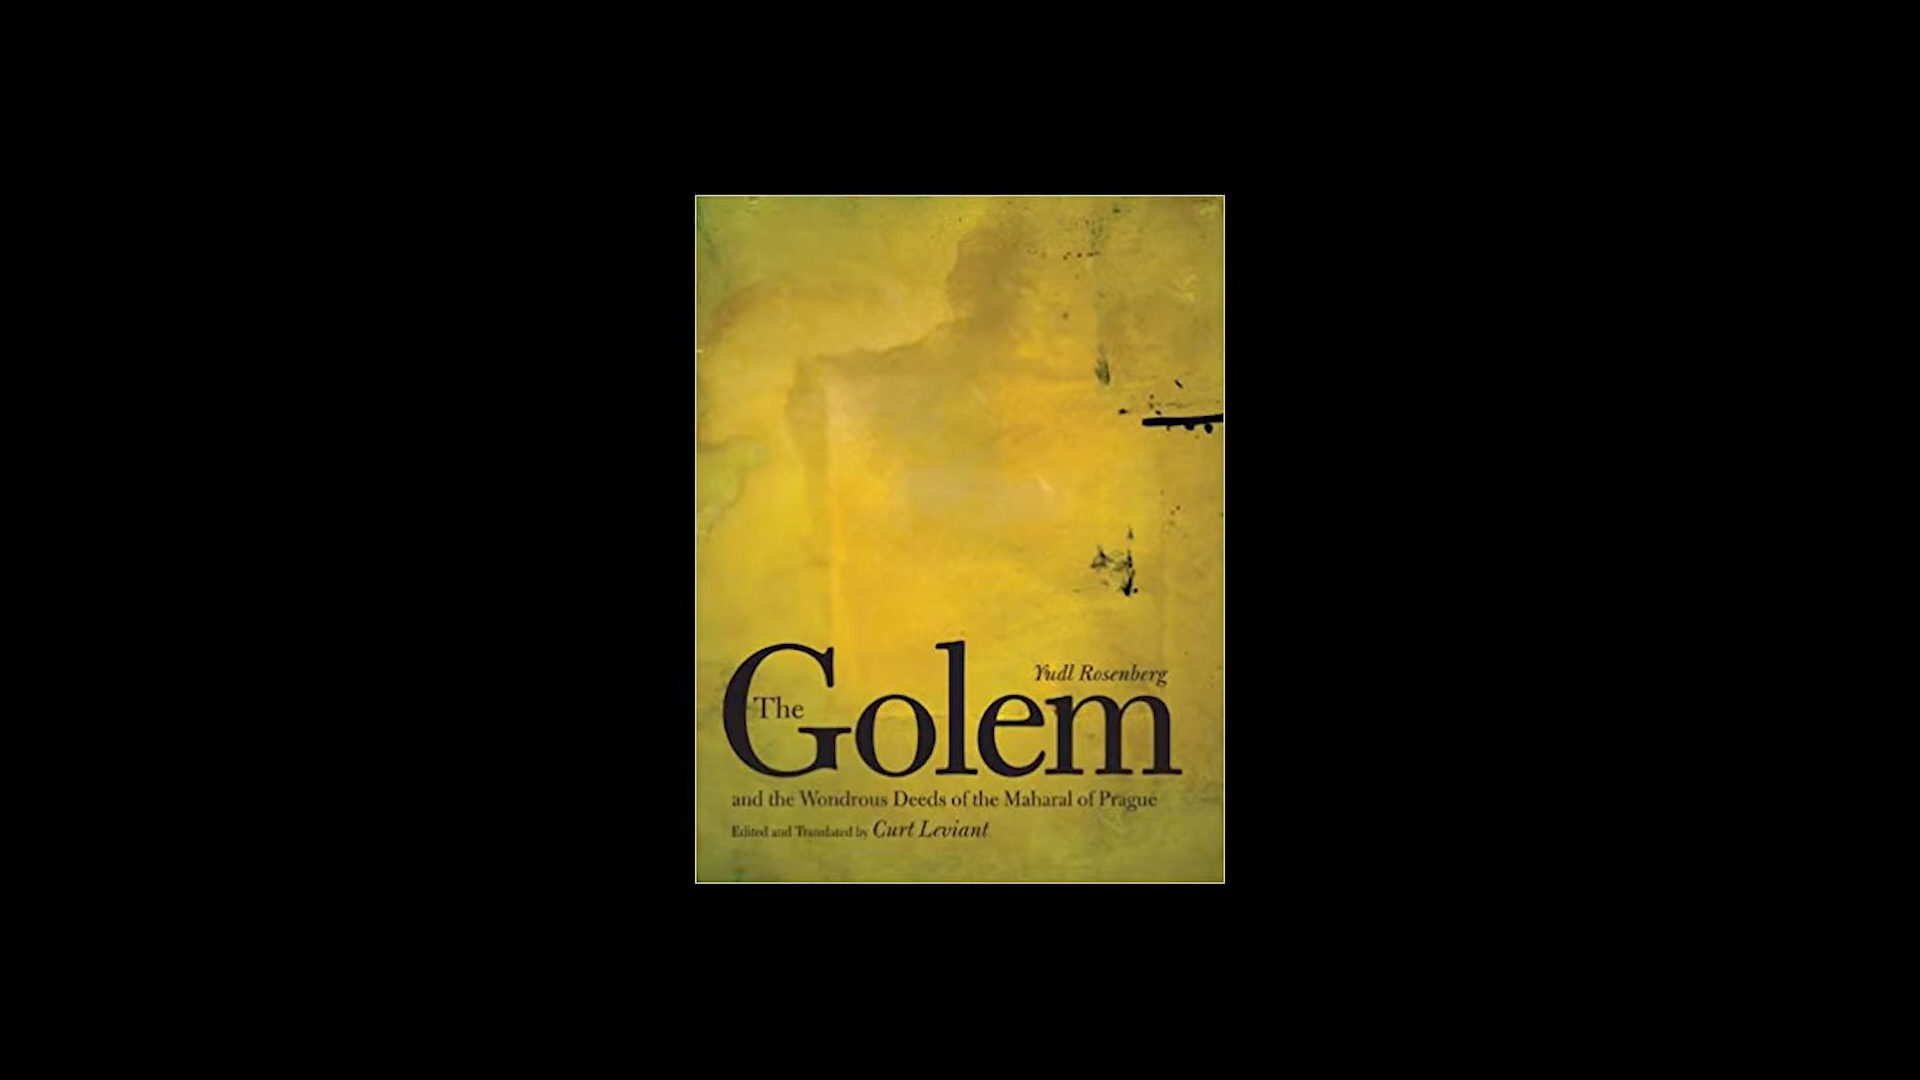 Yudl Rosenberg
The Golem
and the Wondrous Deeds of the Maharal of Prague
Edited and Translated by Curt Leviant